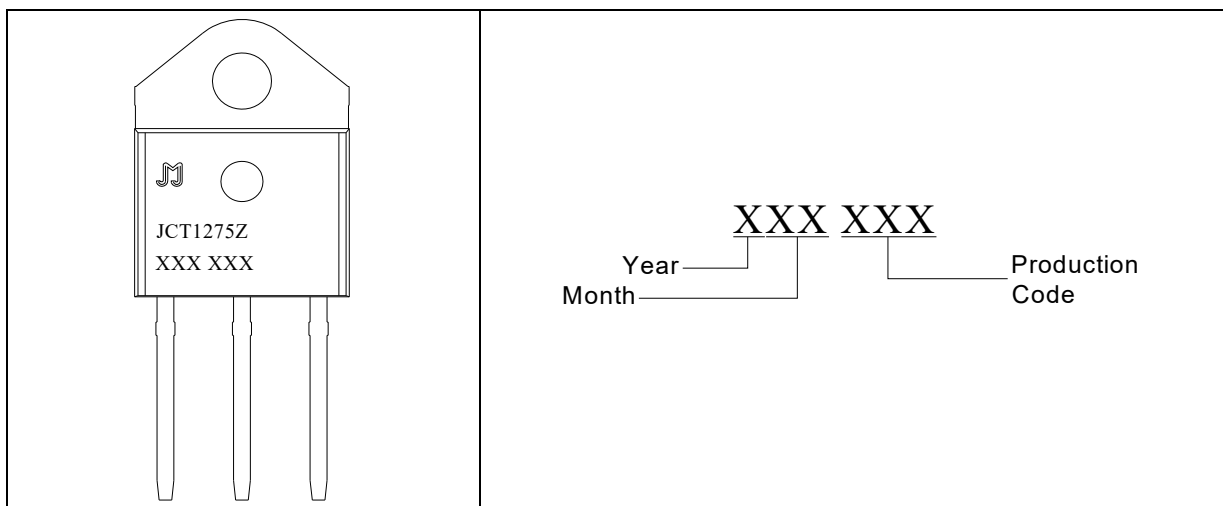 JCT1275Z
XXX XXX
XXX XXX
Year
Month
Production
Code